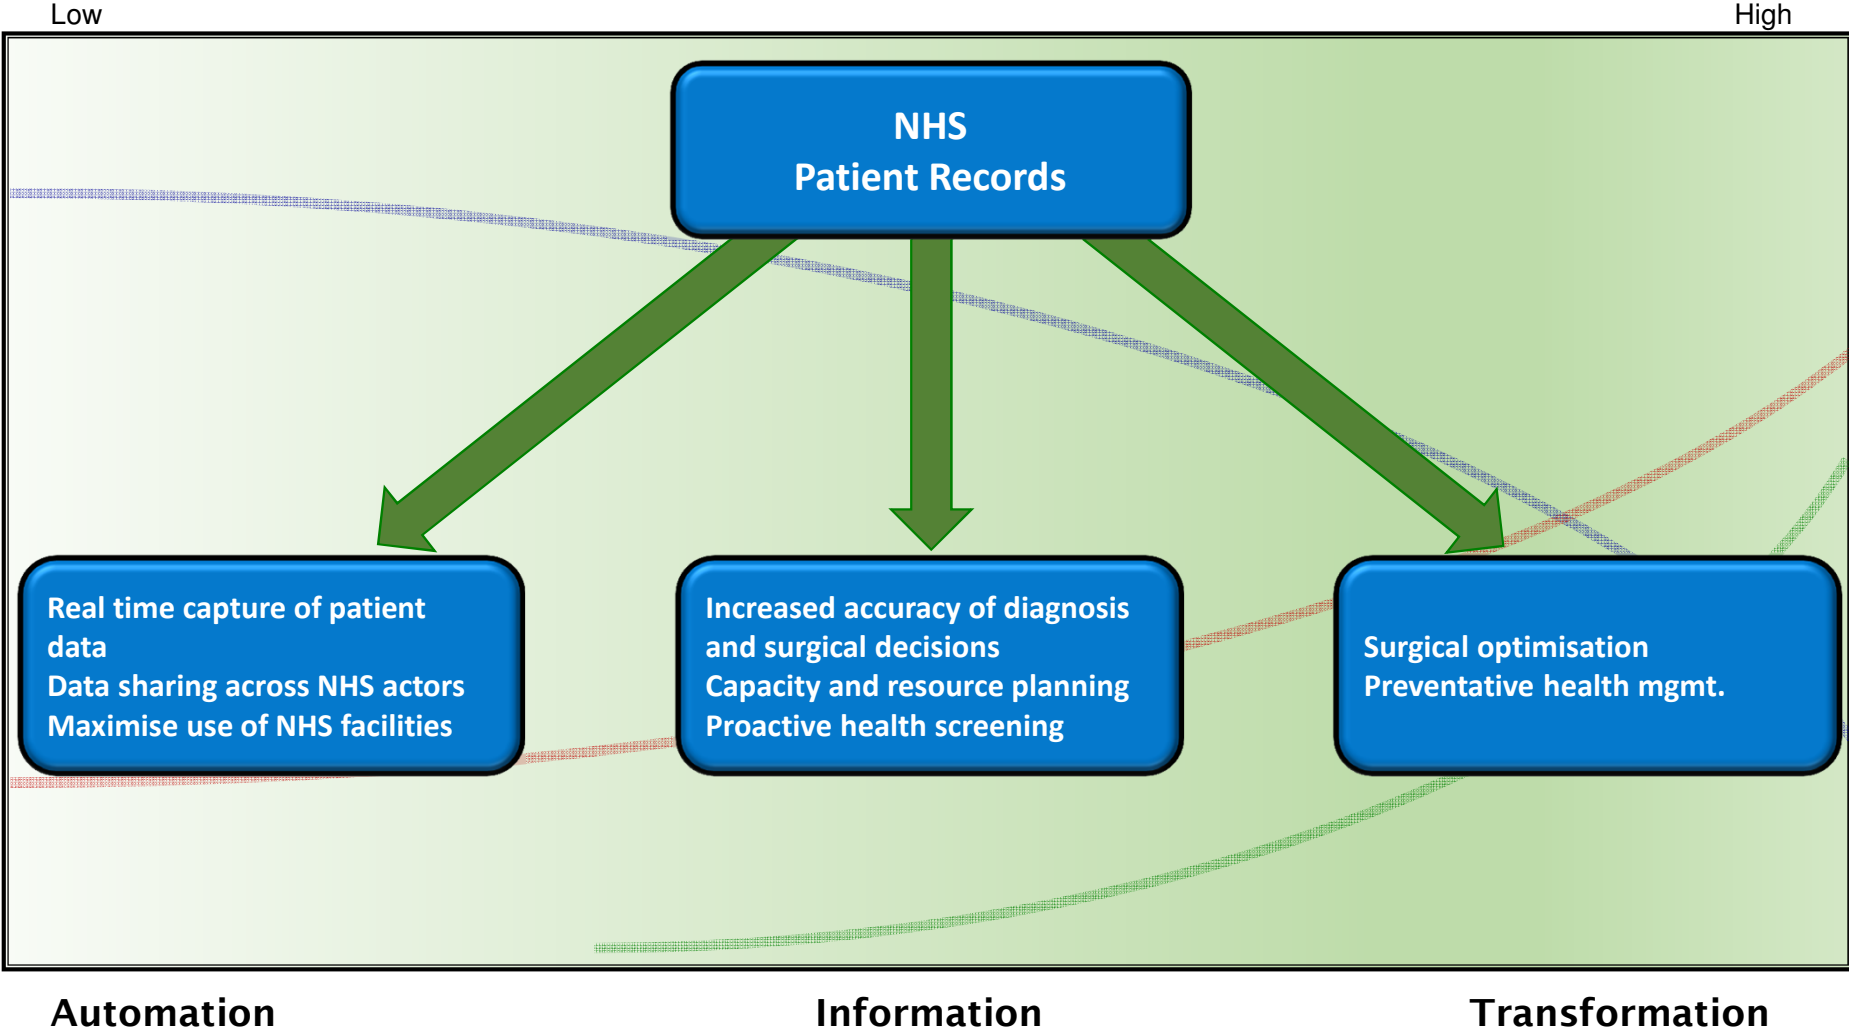 Low
High
NHS
Patient Records
Real time capture of patient
data
Data sharing across NHS actors
Maximise use of NHS facilities
Increased accuracy of diagnosis
and surgical decisions
Capacity and resource planning
Proactive health screening
Surgical optimisation
Preventative health mgmt.
Automation
Information
Transformation